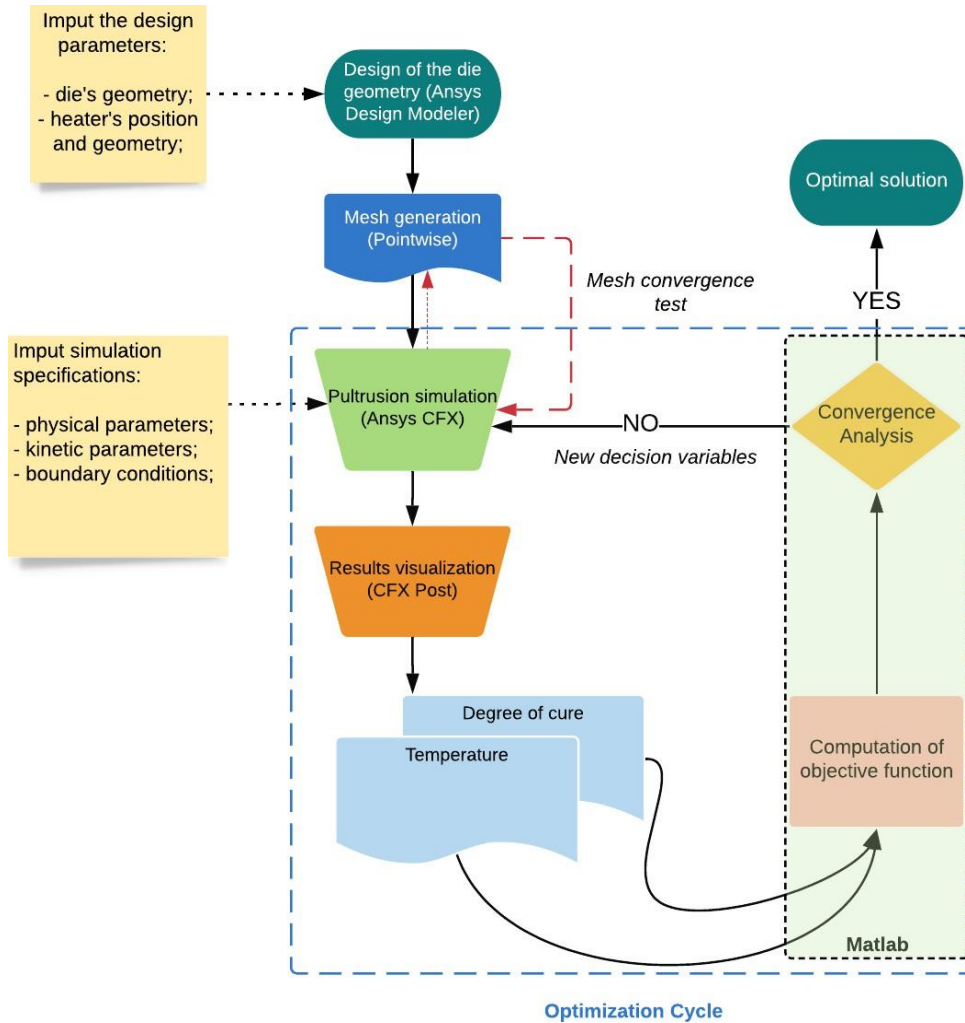 Imput the design
parameters:
- die's geometry;
- heater's position
and geometry;
Design of the die
geometry (Ansys
Design Modeler)
Mesh generation
(Pointwise)
Mesh convergence
test
Optimal solution
YES
Imput simulation
specifications:
- physical parameters;
- kinetic parameters;
- boundary conditions;
Pultrusion simulation
(Ansys CFX)
NO
New decision variables
Convergence
Analysis
Results visualization
(CFX Post)
Degree of cure
Temperature
Computation of
objective function
Matlab
Optimization Cycle